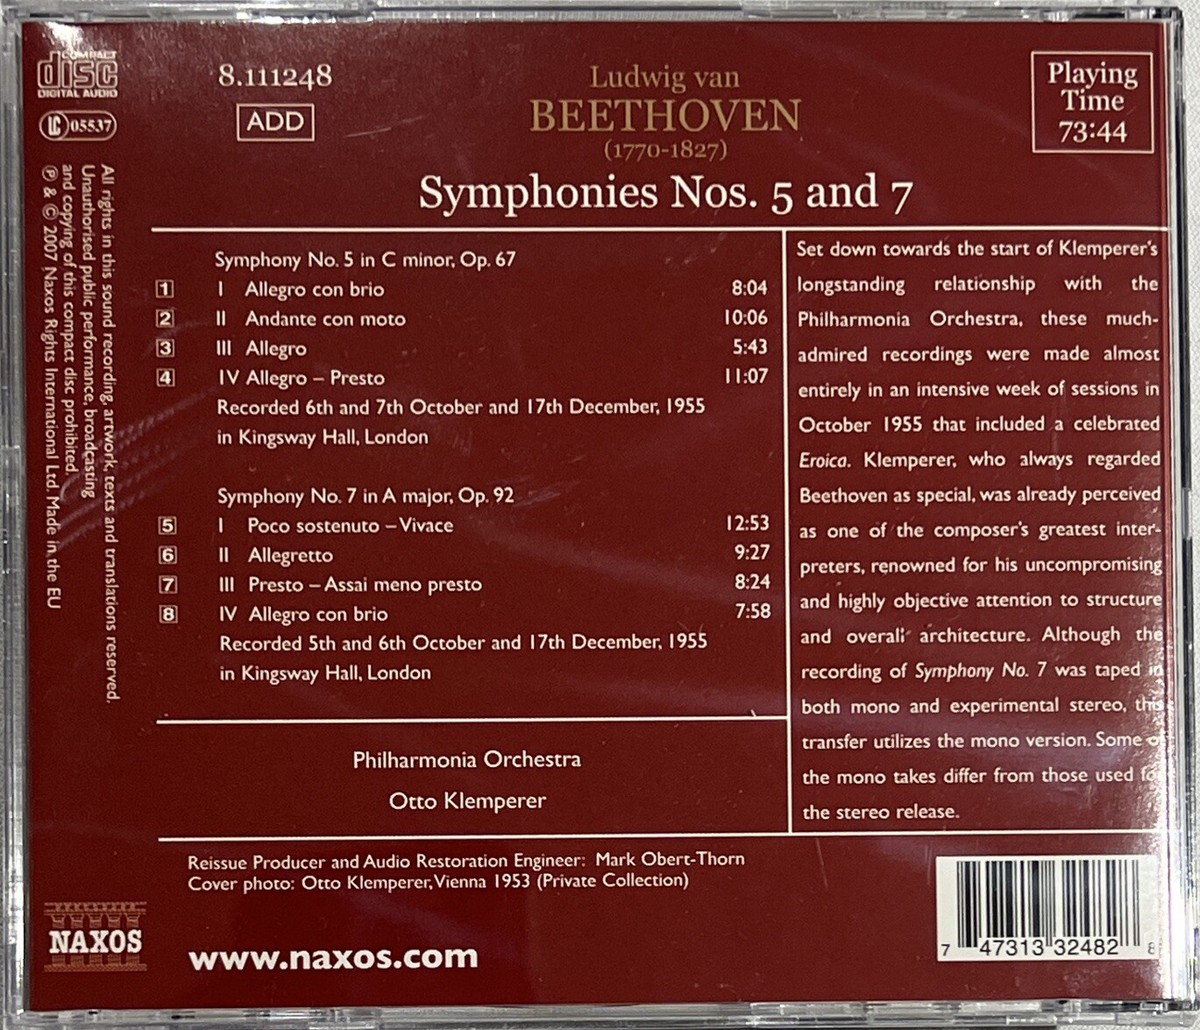 COMPACT
disc
DIGITAL AUDIO
LC 05537
8.111248
ADD
Ludwig van
BEETHOVEN
(1770-1827)
Symphonies Nos. 5 and 7
Playing
Time
73:44
All rights in this sound recording, artwork, texts and translations reserved.
Unauthorised public performance, broadcasting
and copying of this compact disc prohibited.
℗ & © 2007 Naxos Rights International Ltd. Made in the EU
Symphony No. 5 in C minor, Op. 67
1 I Allegro con brio 8:04
2 II Andante con moto 10:06
3 III Allegro 5:43
4 IV Allegro – Presto 11:07
Recorded 6th and 7th October and 17th December, 1955
in Kingsway Hall, London
Symphony No. 7 in A major, Op. 92
5 I Poco sostenuto – Vivace 12:53
6 II Allegretto 9:27
7 III Presto – Assai meno presto 8:24
8 IV Allegro con brio 7:58
Recorded 5th and 6th October and 17th December, 1955
in Kingsway Hall, London
Philharmonia Orchestra
Otto Klemperer
Set down towards the start of Klemperer's
longstanding relationship with the
Philharmonia Orchestra, these much-
admired recordings were made almost
entirely in an intensive week of sessions in
October 1955 that included a celebrated
Eroica. Klemperer, who always regarded
Beethoven as special, was already perceived
as one of the composer's greatest inter-
preters, renowned for his uncompromising
and highly objective attention to structure
and overall architecture. Although the
recording of Symphony No. 7 was taped in
both mono and experimental stereo, this
transfer utilizes the mono version. Some of
the mono takes differ from those used for
the stereo release.
Reissue Producer and Audio Restoration Engineer: Mark Obert-Thorn
Cover photo: Otto Klemperer, Vienna 1953 (Private Collection)
NAXOS
www.naxos.com
7 47313 32482 8